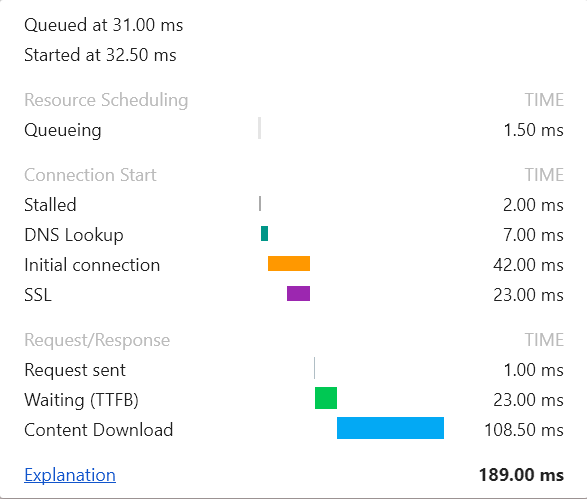 Queued at 31.00 ms
Started at 32.50 ms
Resource Scheduling TIME
Queueing 1.50 ms
Connection Start TIME
Stalled 2.00 ms
DNS Lookup 7.00 ms
Initial connection 42.00 ms
SSL 23.00 ms
Request/Response TIME
Request sent 1.00 ms
Waiting (TTFB) 23.00 ms
Content Download 108.50 ms
Explanation 189.00 ms